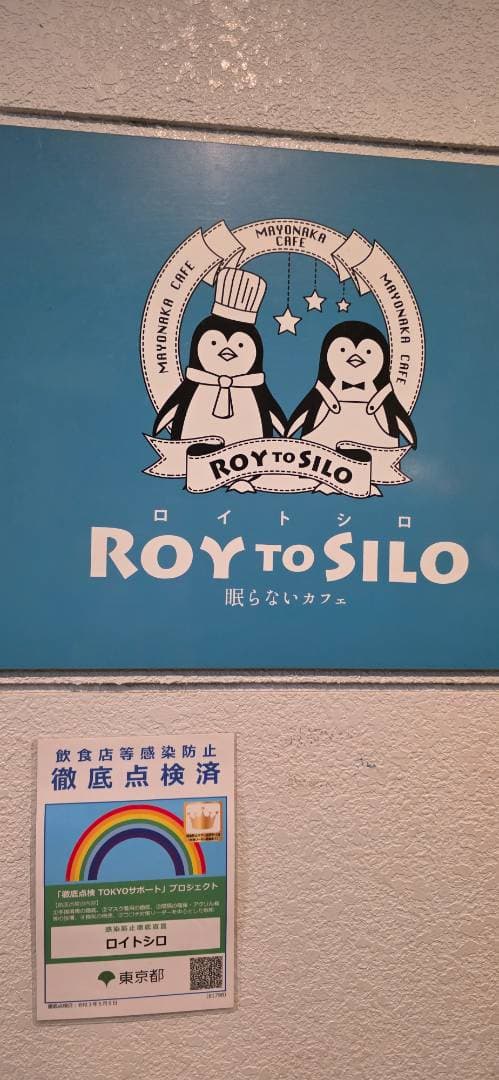 MAYONAKA CAFE
MAYONAKA CAFE
MAYONAKA CAFE
ROY TO SILO
ロイトシロ
ROY TO SILO
眠らないカフェ
飲食店等感染防止
徹底点検済
「徹底点検 TOKYOサポート」プロジェクト
ロイトシロ
東京都